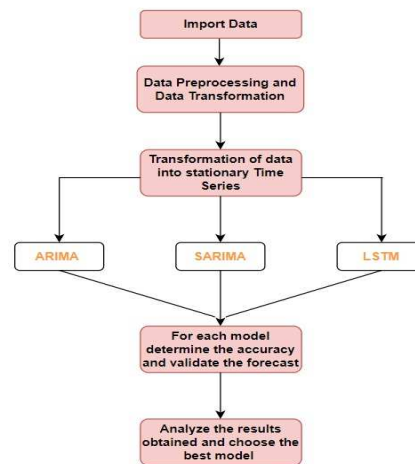 Import Data
Data Preprocessing and
Data Transformation
Transformation of data
into stationary Time
Series
ARIMA
SARIMA
LSTM
For each model
determine the accuracy
and validate the forecast
Analyze the results
obtained and choose the
best model